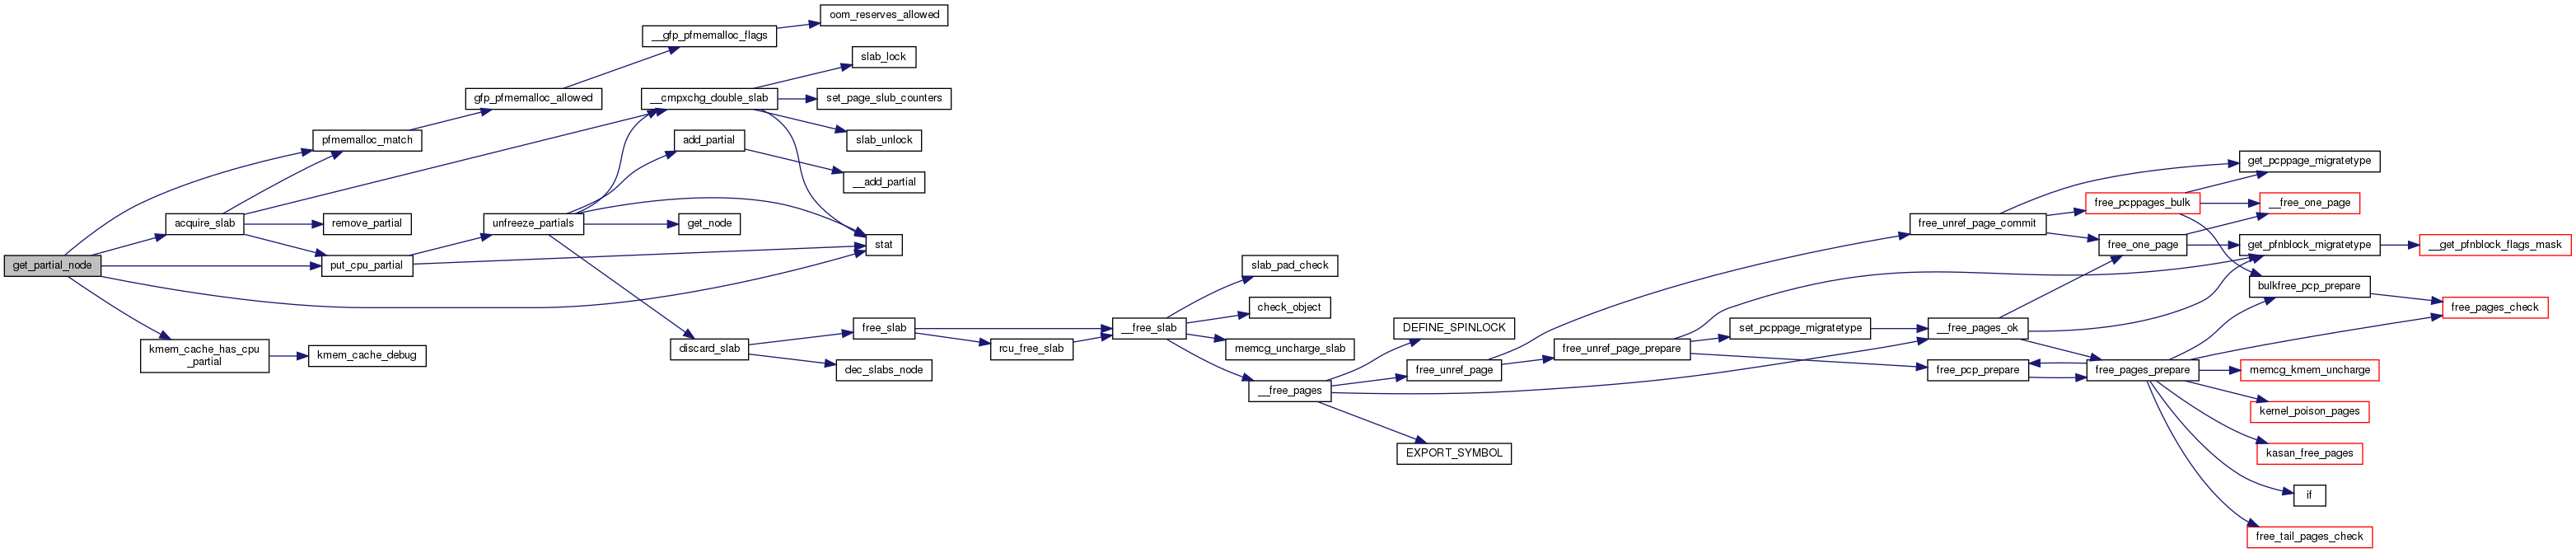 get_partial_node
pfmemalloc_match
acquire_slab
remove_partial
put_cpu_partial
kmem_cache_has_cpu
_partial
kmem_cache_debug
gfp_pfmemalloc_allowed
__gfp_pfmemalloc_flags
oom_reserves_allowed
__cmpxchg_double_slab
slab_lock
set_page_slub_counters
slab_unlock
unfreeze_partials
add_partial
__add_partial
get_node
stat
discard_slab
free_slab
dec_slabs_node
rcu_free_slab
__free_slab
slab_pad_check
check_object
memcg_uncharge_slab
__free_pages
DEFINE_SPINLOCK
free_unref_page
EXPORT_SYMBOL
free_unref_page_prepare
set_pcppage_migratetype
free_unref_page_commit
__free_pages_ok
free_pcp_prepare
free_pcppages_bulk
free_one_page
free_pages_prepare
get_pcppage_migratetype
__free_one_page
get_pfnblock_migratetype
__get_pfnblock_flags_mask
bulkfree_pcp_prepare
free_pages_check
memcg_kmem_uncharge
kernel_poison_pages
kasan_free_pages
if
free_tail_pages_check